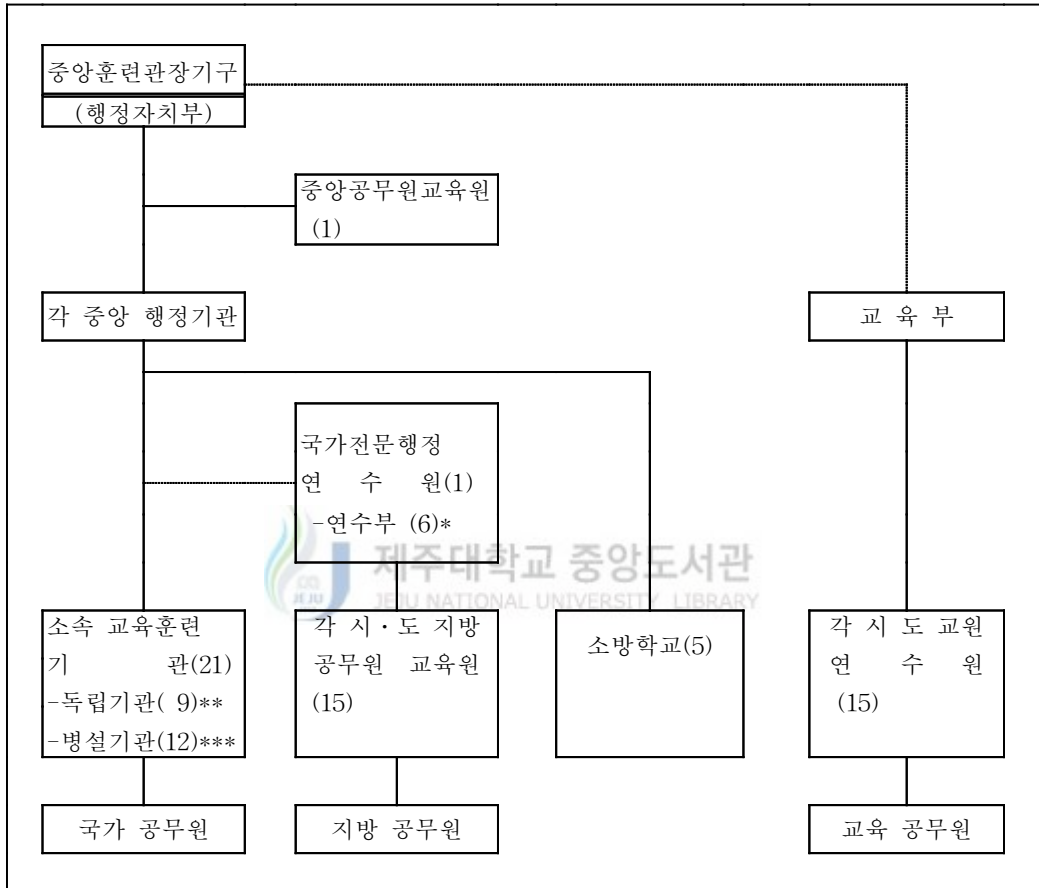 중앙훈련관장기구
(행정자치부)
중앙공무원교육원
(1)
각 중앙 행정기관
교 육 부
국가전문행정
연 수 원(1)
-연수부 (6)*
제주대학교 중앙도서관
JEJU NATIONAL UNIVERSITY LIBRARY
JEJU
소속 교육훈련
기 관(21)
-독립기관( 9)**
-병설기관(12)***
각 시·도 지방
공무원 교육원
(15)
소방학교(5)
각 시 도 교원
연 수 원
(15)
국가 공무원
지방 공무원
교육 공무원